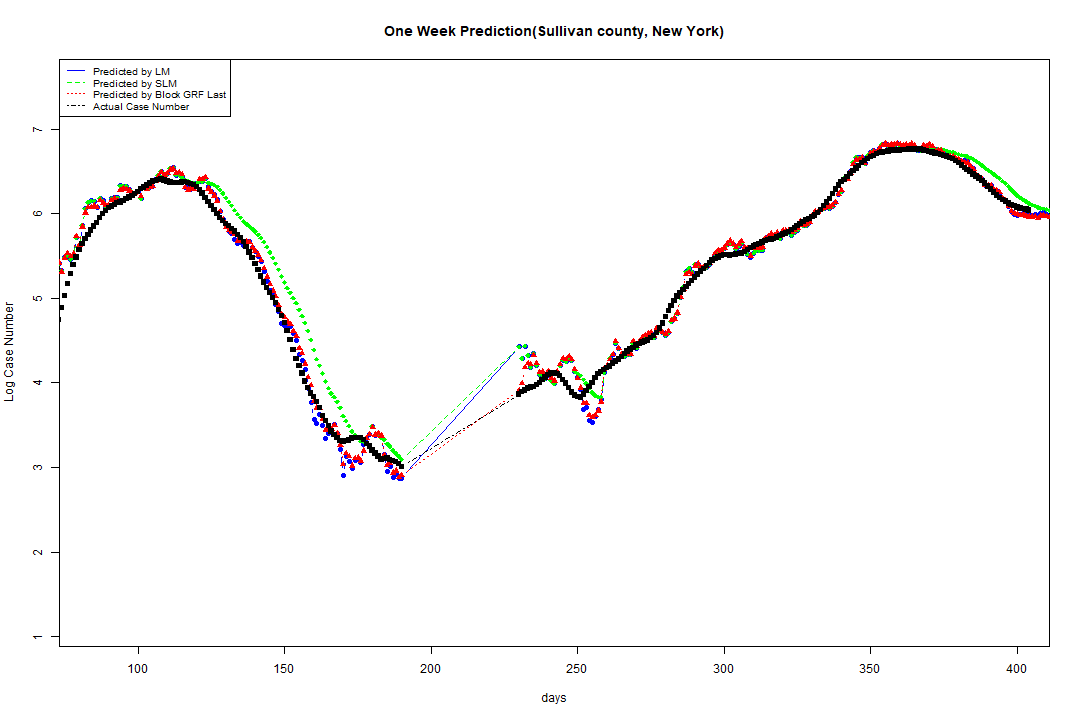 One Week Prediction(Sullivan county, New York)
Predicted by LM
Predicted by SLM
Predicted by Block GRF Last
Actual Case Number
Log Case Number
7
6
5
4
3
2
1
100 150 200 250 300 350 400
days